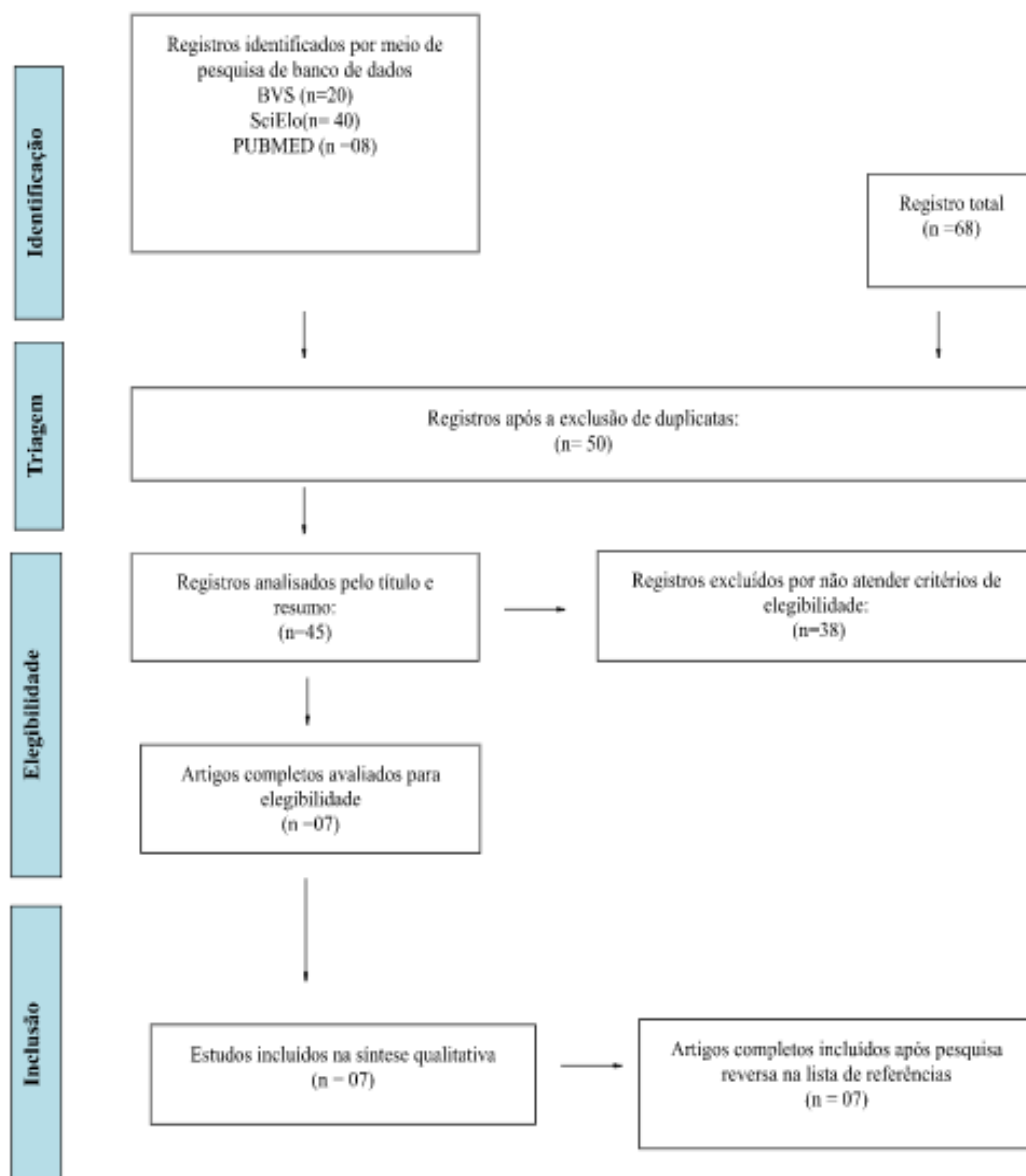 Identificação
Registros identificados por meio de
pesquisa de banco de dados
BVS (n=20)
SciElo(n= 40)
PUBMED (n =08)
Registro total
(n =68)
Triagem
Registros após a exclusão de duplicatas:
(n= 50)
Elegibilidade
Registros analisados pelo título e
resumo:
(n=45)
Registros excluídos por não atender critérios de
elegibilidade:
(n=38)
Artigos completos avaliados para
elegibilidade
(n =07)
Inclusão
Estudos incluídos na síntese qualitativa
(n = 07)
Artigos completos incluídos após pesquisa
reversa na lista de referências
(n = 07)